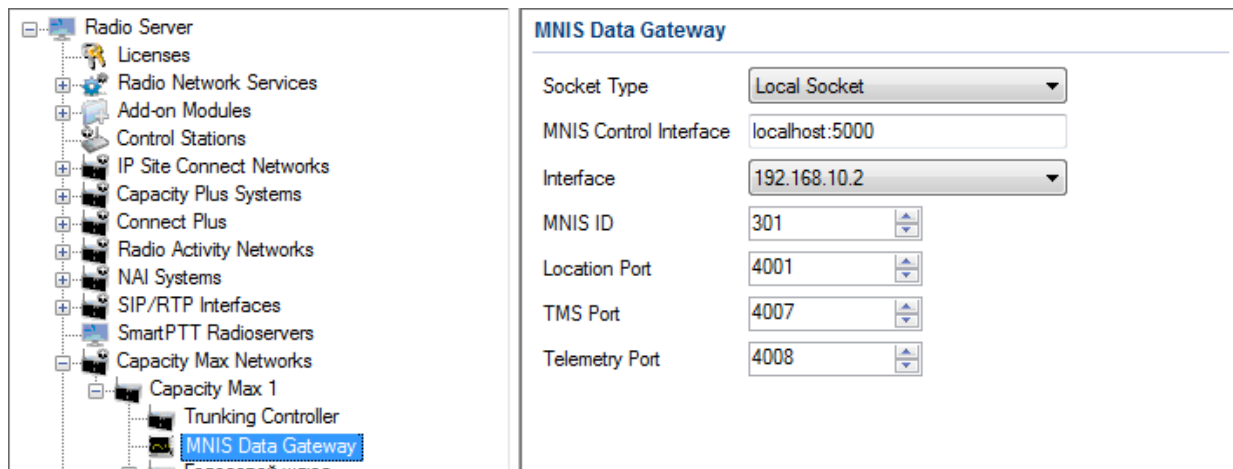 Radio Server
Licenses
Radio Network Services
Add-on Modules
Control Stations
IP Site Connect Networks
Capacity Plus Systems
Connect Plus
Radio Activity Networks
NAI Systems
SIP/RTP Interfaces
SmartPTT Radioservers
Capacity Max Networks
Capacity Max 1
Trunking Controller
MNIS Data Gateway
MNIS Data Gateway
Socket Type Local Socket
MNIS Control Interface localhost:5000
Interface 192.168.10.2
MNIS ID 301
Location Port 4001
TMS Port 4007
Telemetry Port 4008